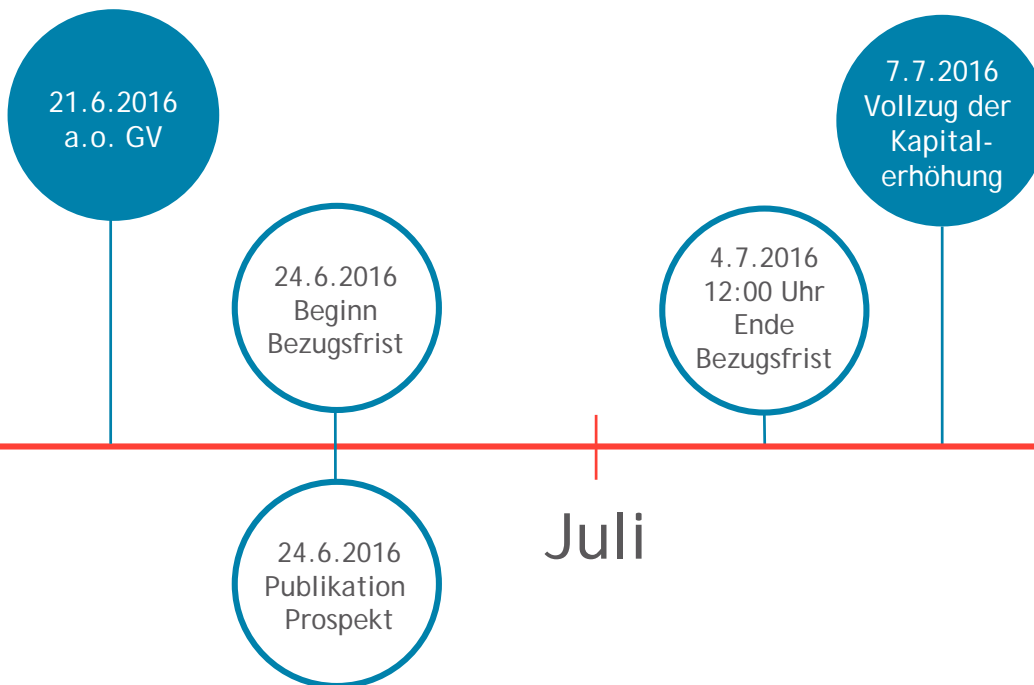 21.6.2016
a.o. GV
24.6.2016
Beginn
Bezugsfrist
24.6.2016
Publikation
Prospekt
Juli
4.7.2016
12:00 Uhr
Ende
Bezugsfrist
7.7.2016
Vollzug der
Kapital-
erhöhung